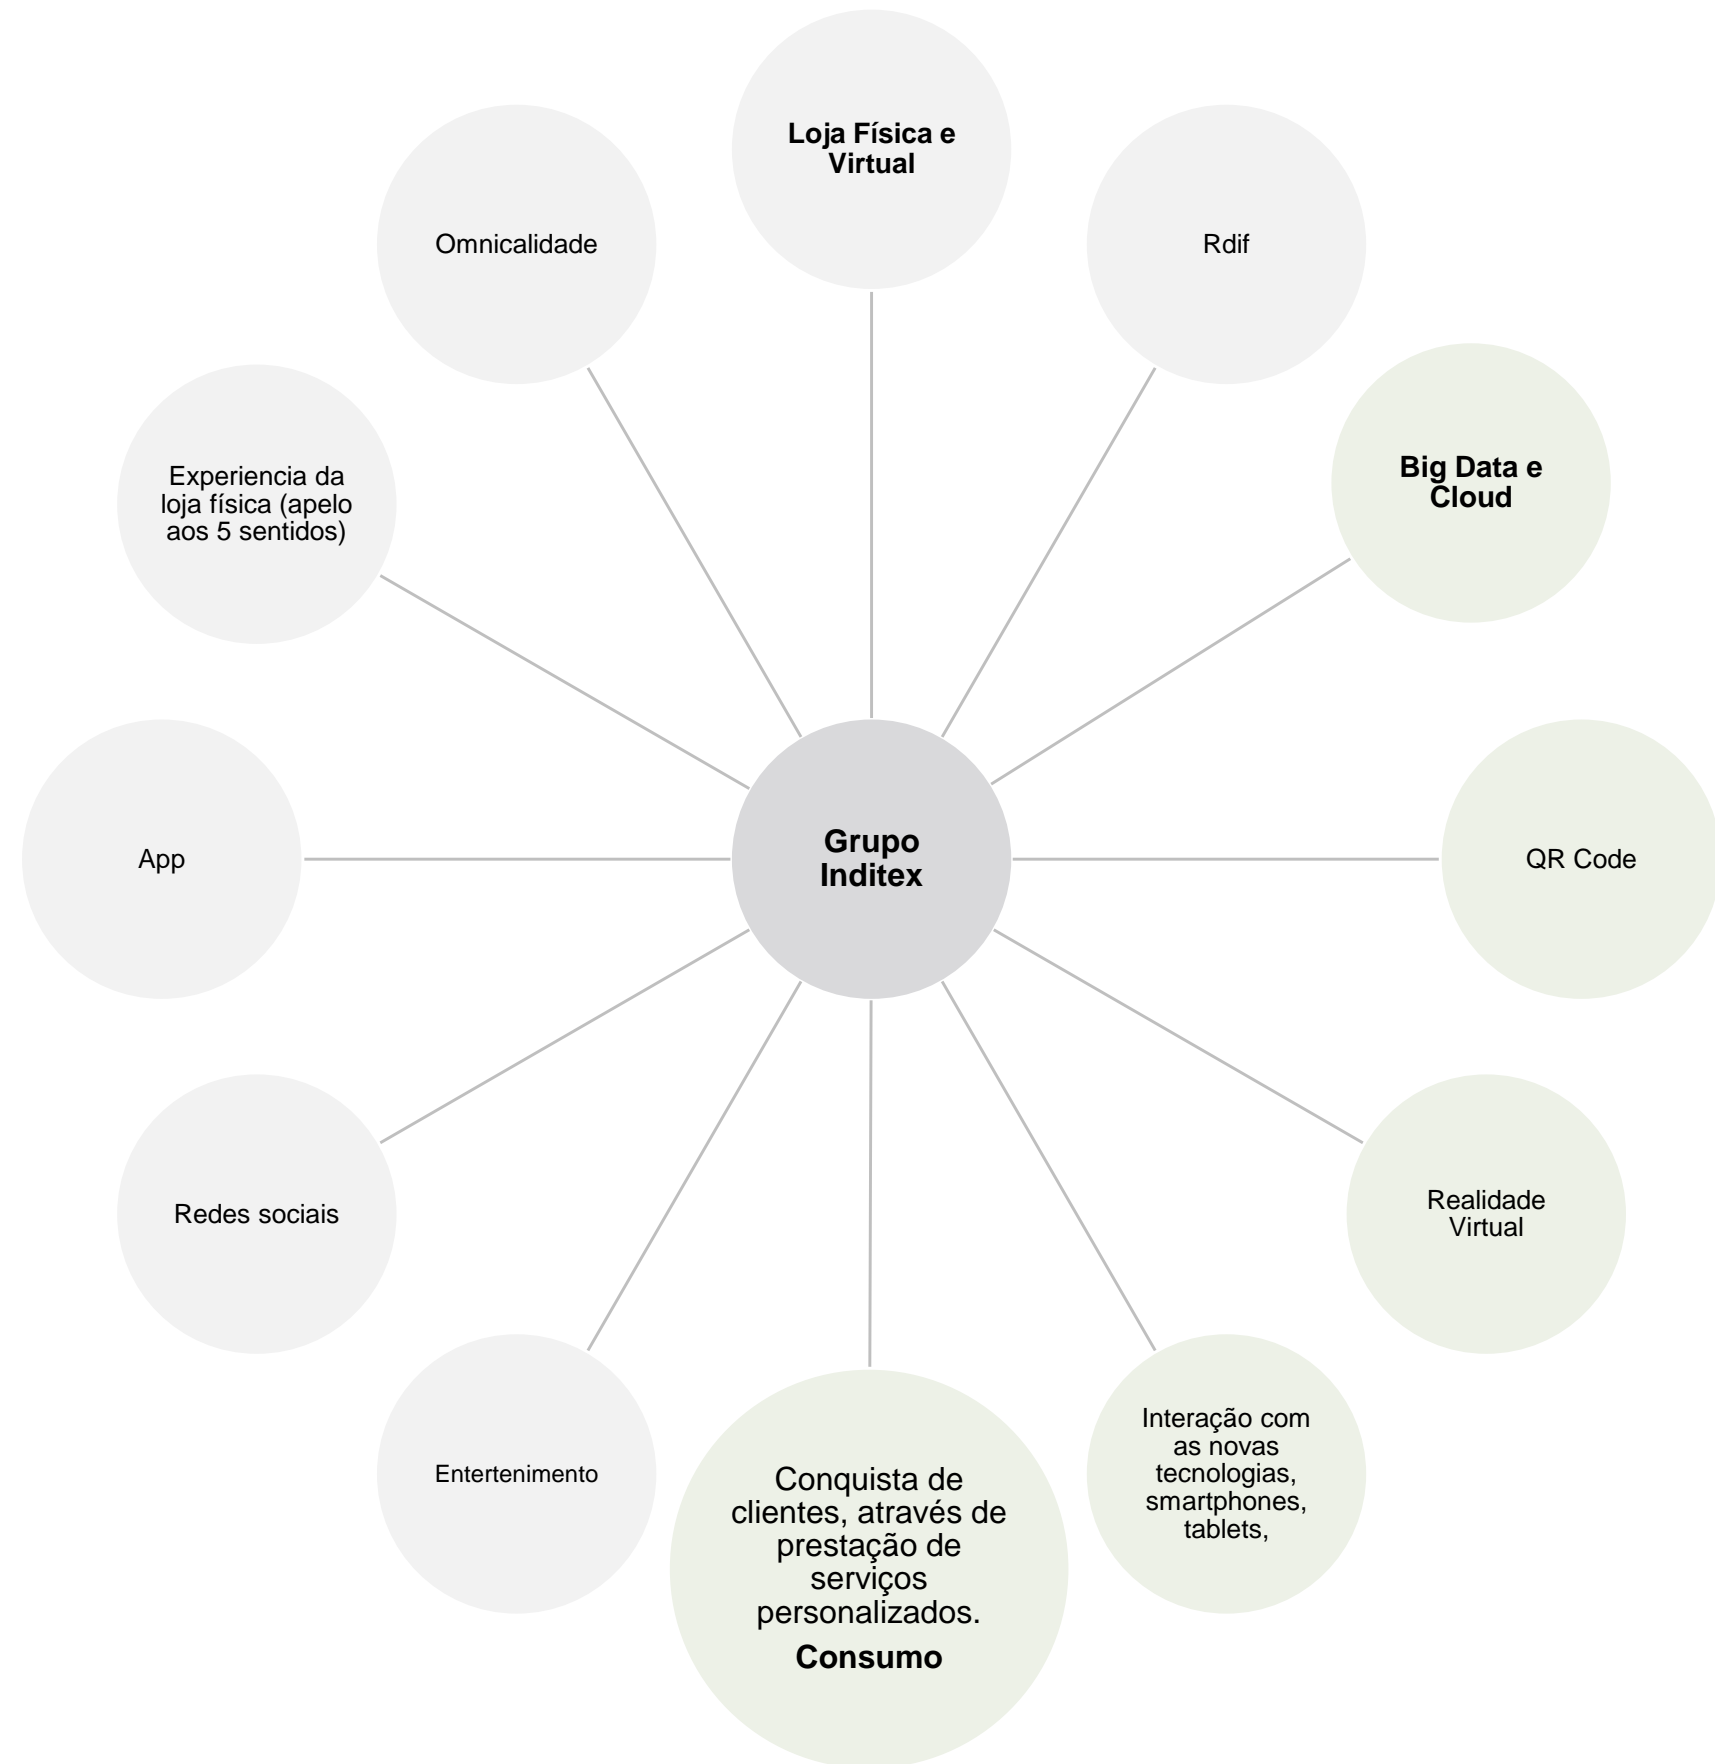 Loja Física e
Virtual
Rdif
Big Data e
Cloud
QR Code
Realidade
Virtual
Interação com
as novas
tecnologias,
smartphones,
tablets,
Conquista de
clientes, através de
prestação de
serviços
personalizados.
Consumo
Entertenimento
Redes sociais
App
Experiencia da
loja física (apelo
aos 5 sentidos)
Omnicalidade
Grupo
Inditex